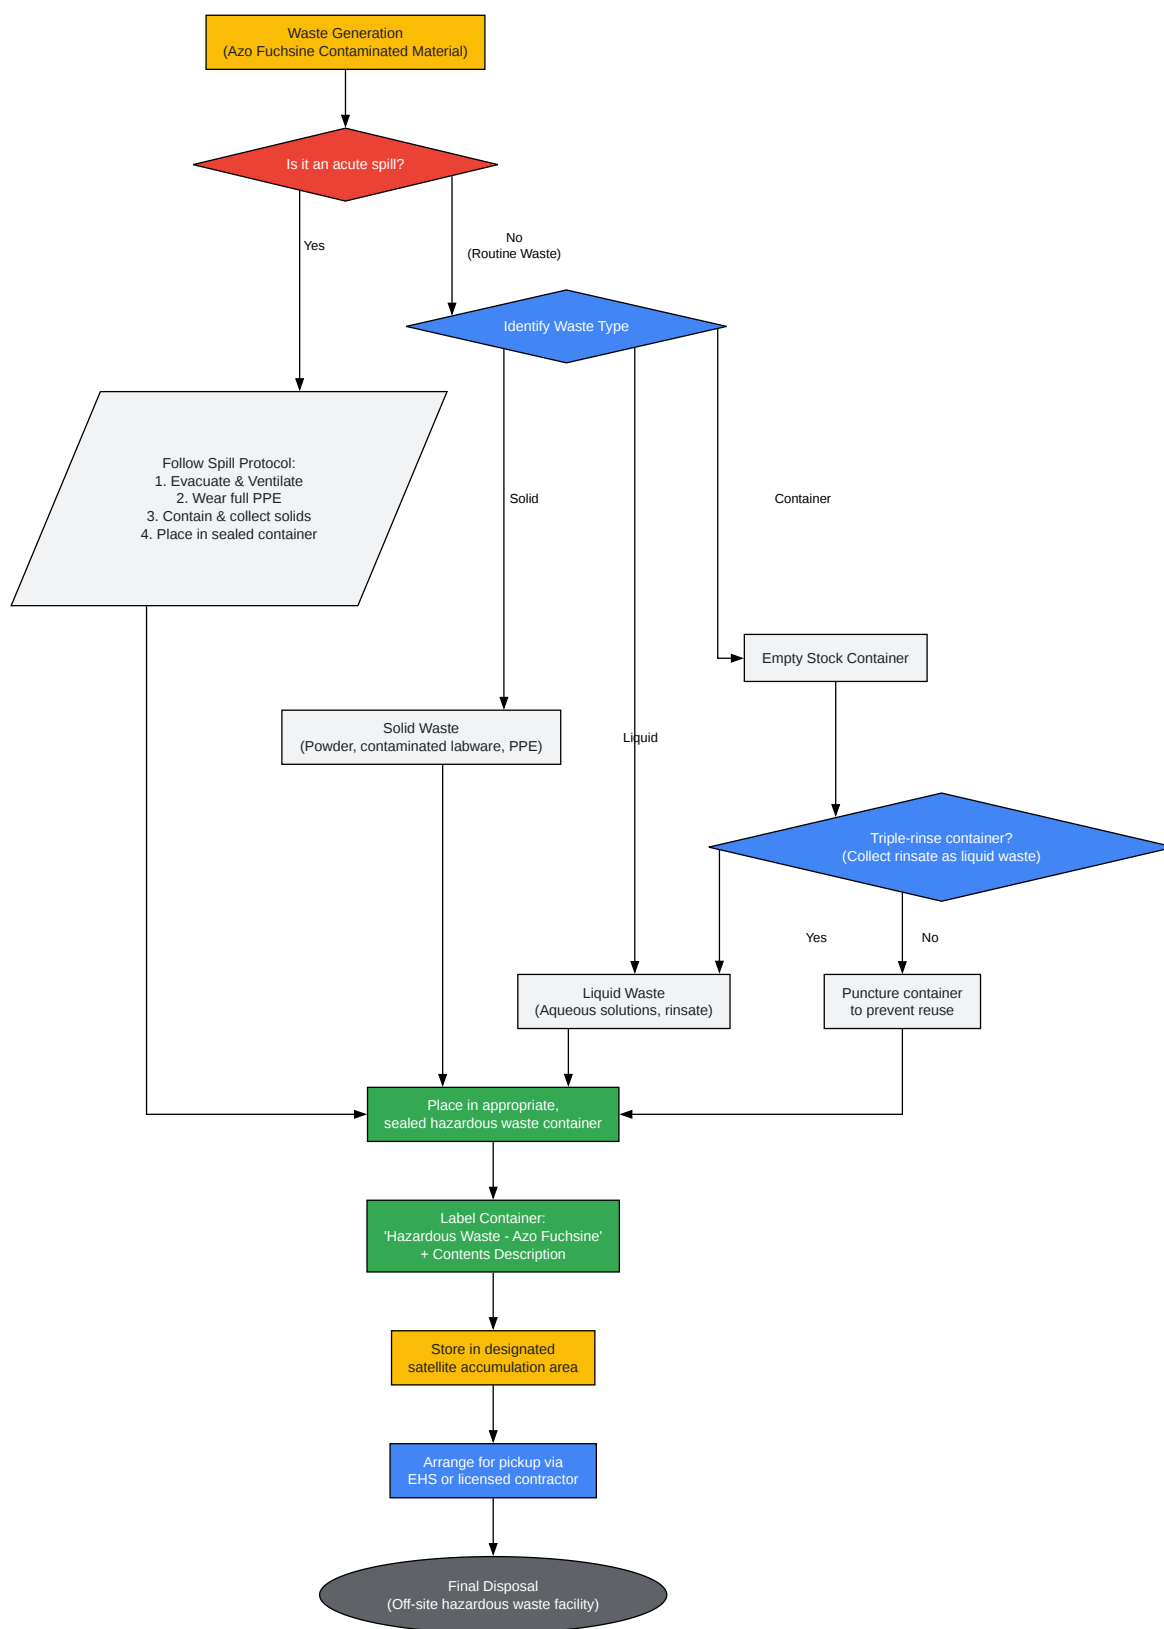 Waste Generation
(Azo Fuchsine Contaminated Material)
Is it an acute spill?
Yes
No
(Routine Waste)
Identify Waste Type
Follow Spill Protocol:
1. Evacuate & Ventilate
2. Wear full PPE
3. Contain & collect solids
4. Place in sealed container
Solid
Container
Empty Stock Container
Solid Waste
(Powder, contaminated labware, PPE)
Liquid
Triple-rinse container?
(Collect rinsate as liquid waste)
Yes
No
Liquid Waste
(Aqueous solutions, rinsate)
Puncture container
to prevent reuse
Place in appropriate,
sealed hazardous waste container
Label Container:
'Hazardous Waste - Azo Fuchsine'
+ Contents Description
Store in designated
satellite accumulation area
Arrange for pickup via
EHS or licensed contractor
Final Disposal
(Off-site hazardous waste facility)